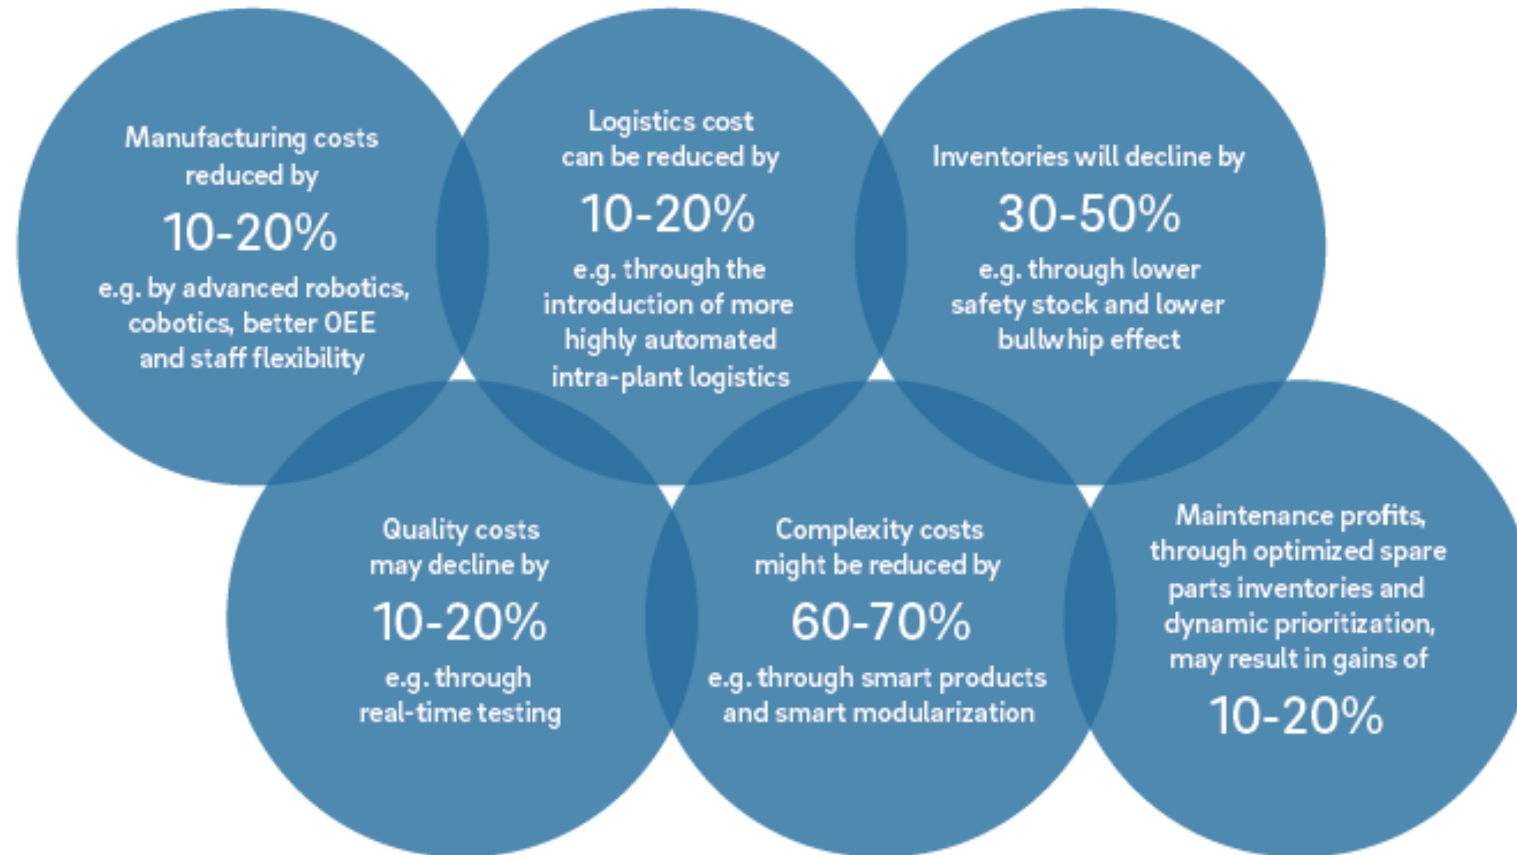 Manufacturing costs
reduced by
10-20%
e.g. by advanced robotics,
cobotics, better OEE
and staff flexibility
Logistics cost
can be reduced by
10-20%
e.g. through the
introduction of more
highly automated
intra-plant logistics
Inventories will decline by
30-50%
e.g. through lower
safety stock and lower
bullwhip effect
Quality costs
may decline by
10-20%
e.g. through
real-time testing
Complexity costs
might be reduced by
60-70%
e.g. through smart products
and smart modularization
Maintenance profits,
through optimized spare
parts inventories and
dynamic prioritization,
may result in gains of
10-20%